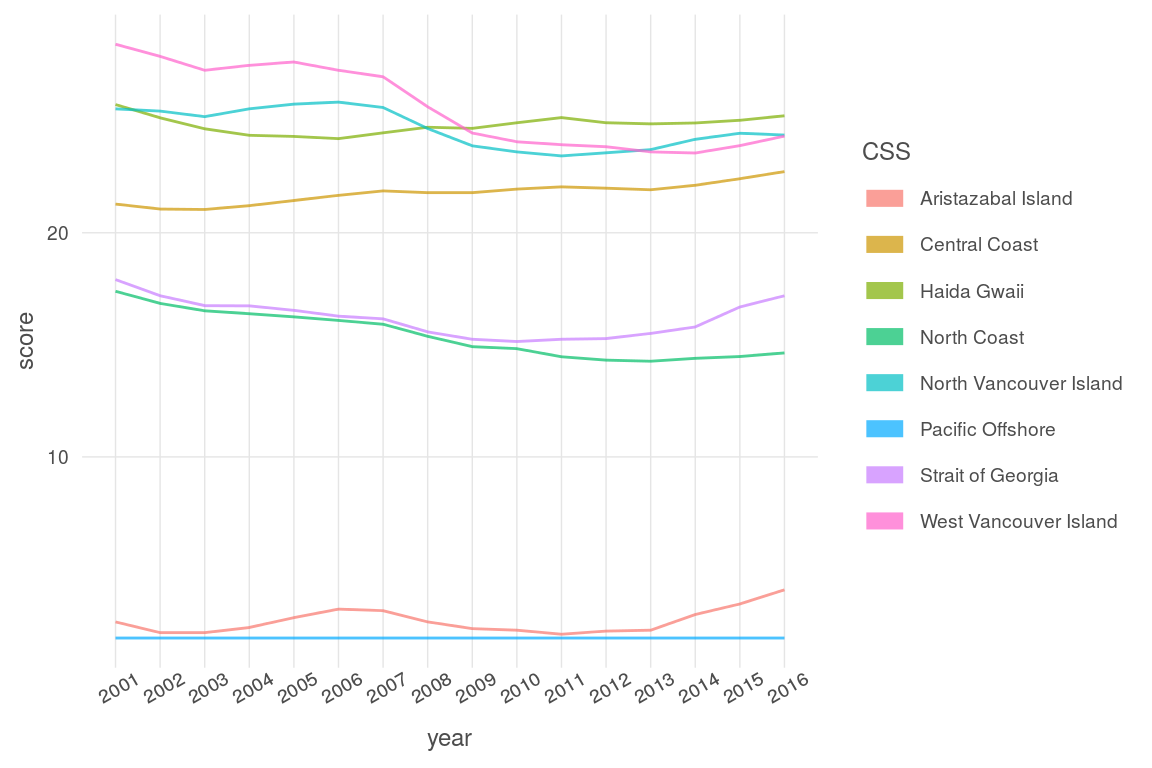 20
10
score
2001 2002 2003 2004 2005 2006 2007 2008 2009 2010 2011 2012 2013 2014 2015 2016
year
CSS
Aristazabal Island
Central Coast
Haida Gwaii
North Coast
North Vancouver Island
Pacific Offshore
Strait of Georgia
West Vancouver Island